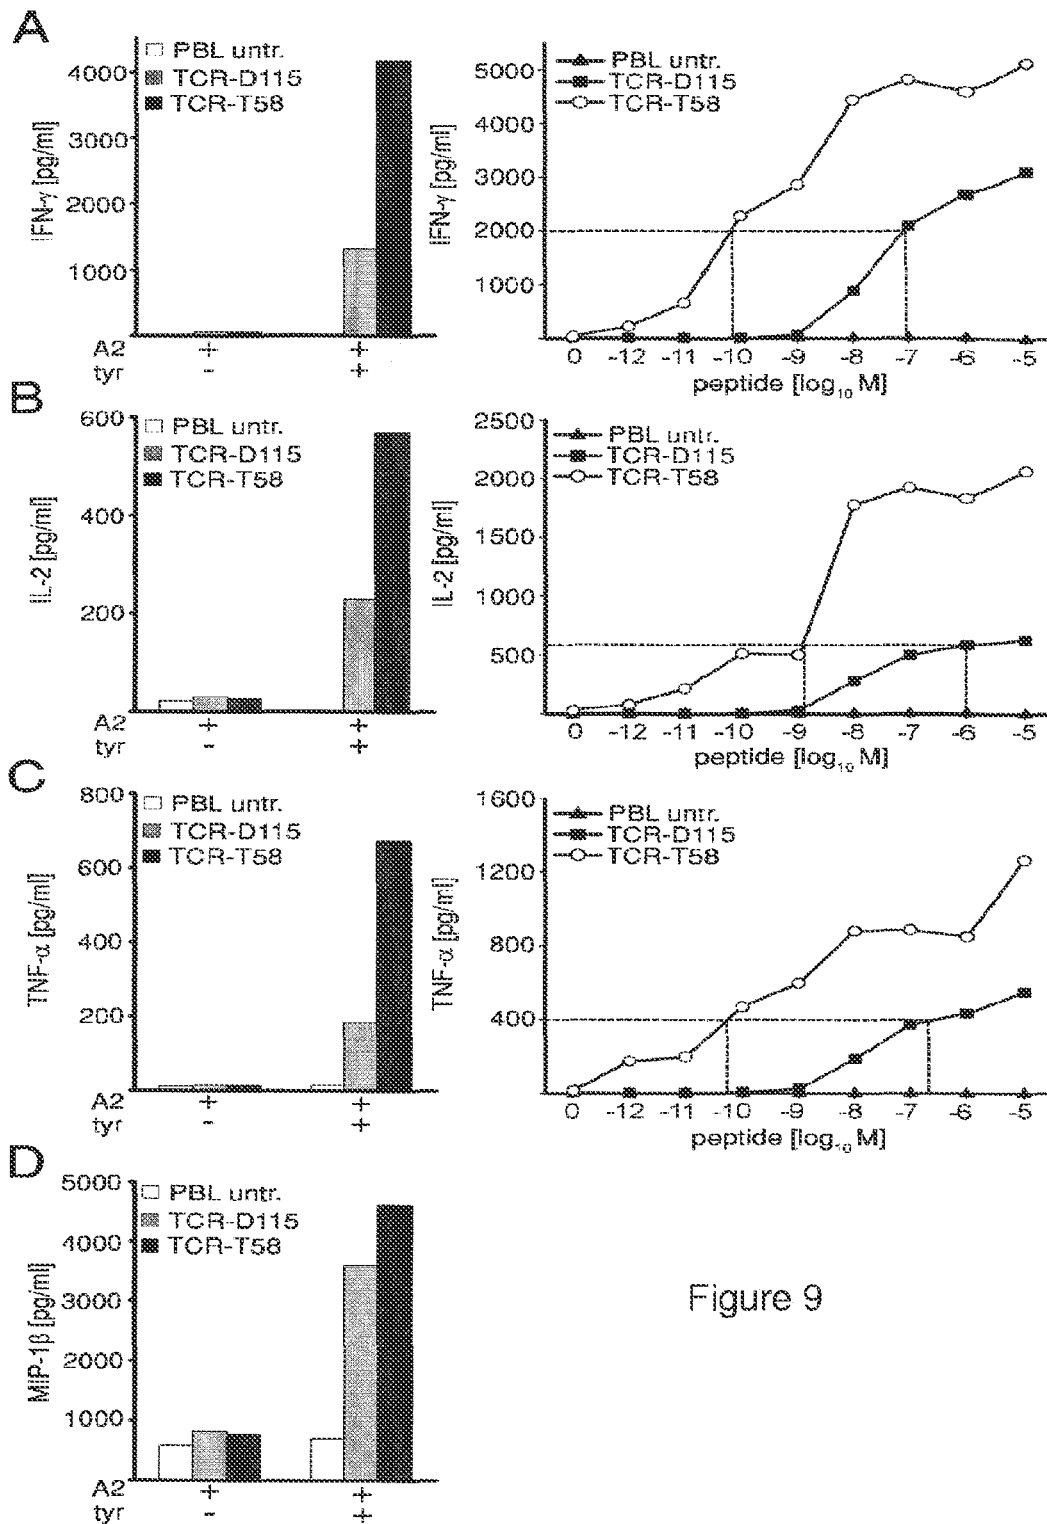 A
PBL untr.
TCR-D115
TCR-T58
IFN-γ [pg/ml]
4000
3000
2000
1000
A2 + +
tyr - +
PBL untr.
TCR-D115
TCR-T58
IFN-γ [pg/ml]
5000
4000
3000
2000
1000
0 -12 -11 -10 -9 -8 -7 -6 -5
peptide [log₁₀ M]
B
PBL untr.
TCR-D115
TCR-T58
IL-2 [pg/ml]
600
400
200
A2 + +
tyr - +
PBL untr.
TCR-D115
TCR-T58
IL-2 [pg/ml]
2500
2000
1500
1000
500
0 -12 -11 -10 -9 -8 -7 -6 -5
peptide [log₁₀ M]
C
PBL untr.
TCR-D115
TCR-T58
TNF-α [pg/ml]
800
600
400
200
A2 + +
tyr - +
PBL untr.
TCR-D115
TCR-T58
TNF-α [pg/ml]
1600
1200
800
400
0 -12 -11 -10 -9 -8 -7 -6 -5
peptide [log₁₀ M]
D
PBL untr.
TCR-D115
TCR-T58
MIP-1β [pg/ml]
5000
4000
3000
2000
1000
A2 + +
tyr - +
Figure 9